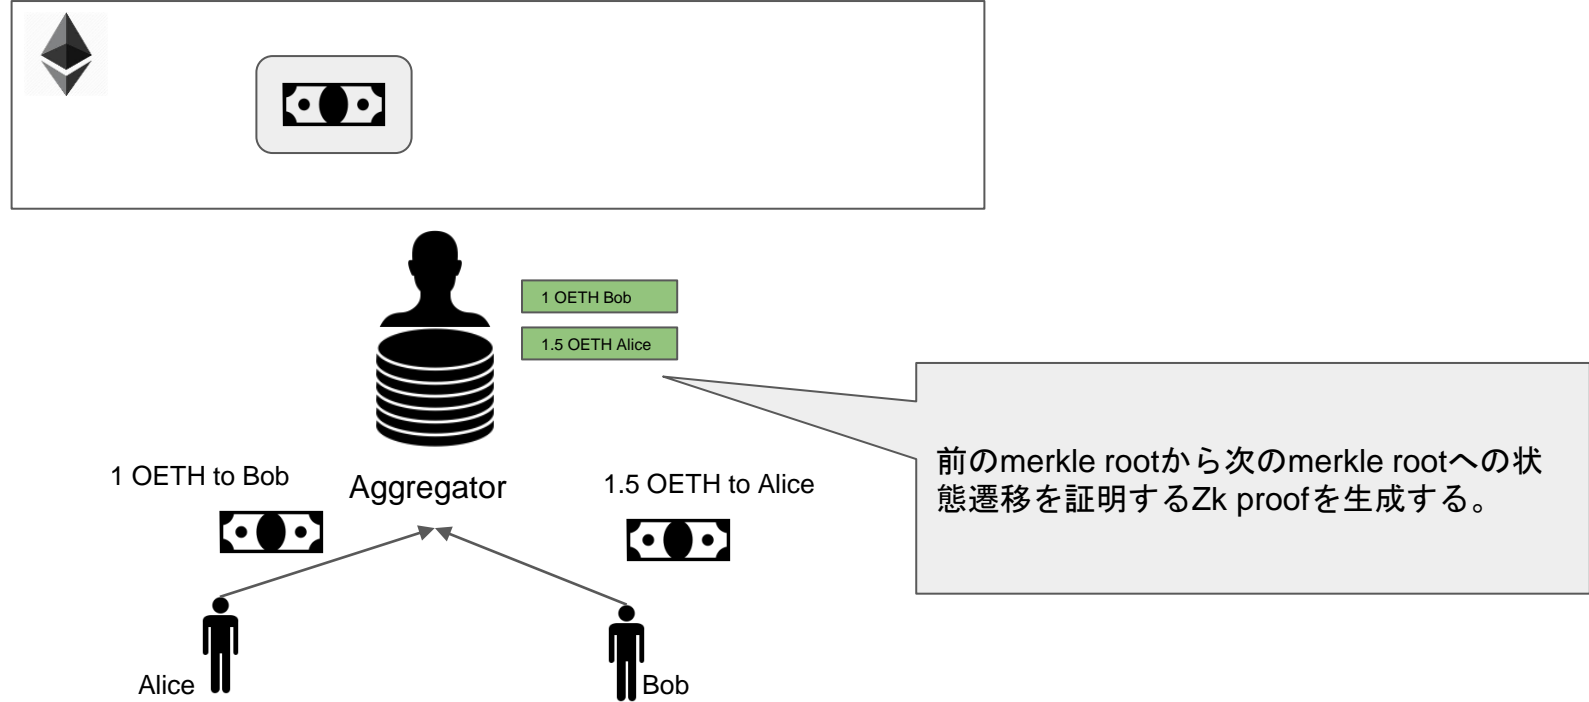 1 OETH Bob
1.5 OETH Alice
前のmerkle rootから次のmerkle rootへの状
態遷移を証明するZk proofを生成する。
1 OETH to Bob
Aggregator
1.5 OETH to Alice
Alice
Bob